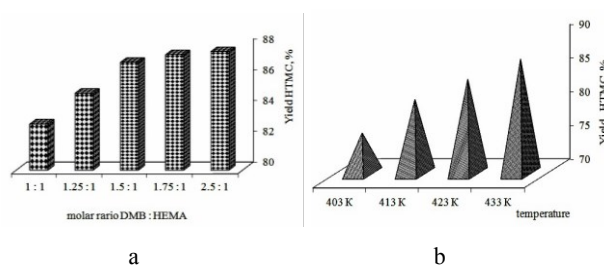 88
86
84
82
80
Yield HTMC, %
1 : 1 1.25 : 1 1.5 : 1 1.75 : 1 2.5 : 1
molar rario DMB : HEMA
a
90
85
80
75
70
Yield HTMC, %
403 K 413 K 423 K 433 K
temperature
b